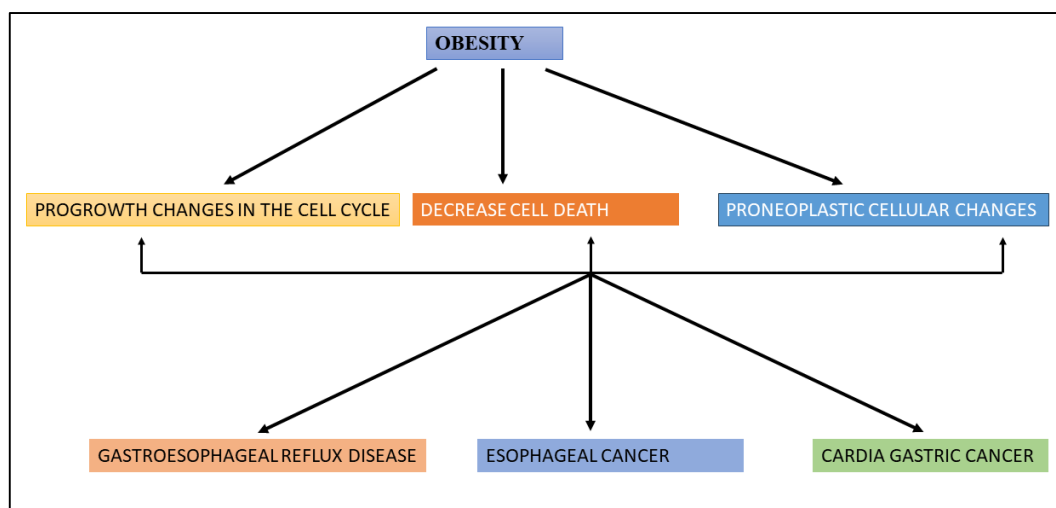 OBESITY
PROGROWTH CHANGES IN THE CELL CYCLE
DECREASE CELL DEATH
PRONEOPLASTIC CELLULAR CHANGES
GASTROESOPHAGEAL REFLUX DISEASE
ESOPHAGEAL CANCER
CARDIA GASTRIC CANCER